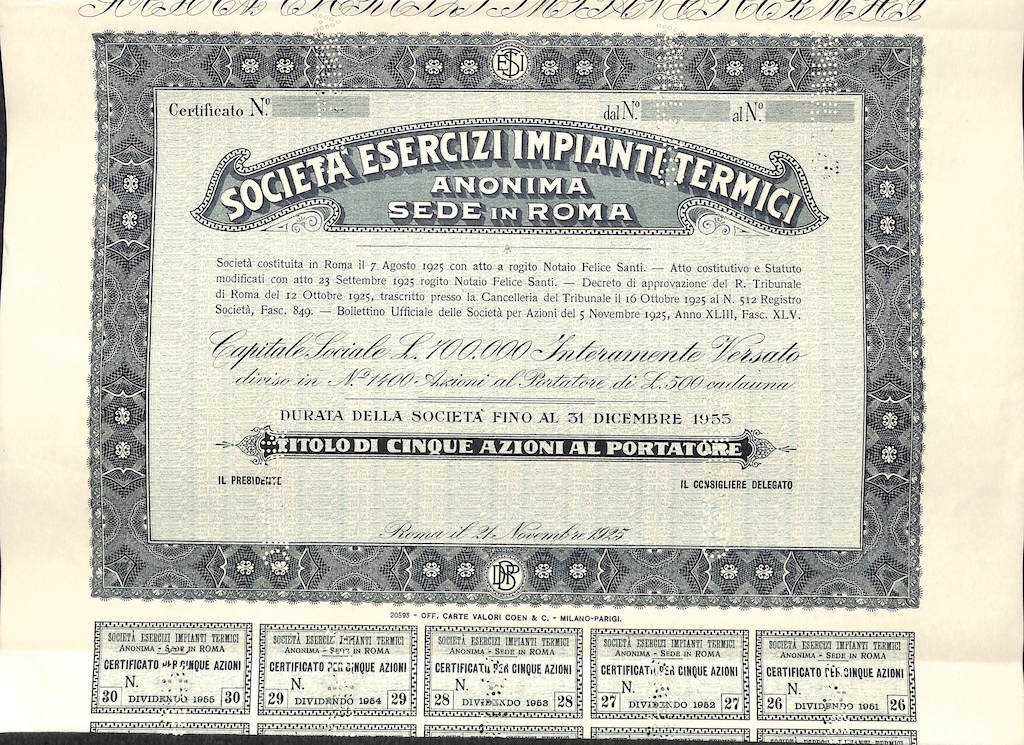 Certificato Nº. dal Nº. al Nº.
SOCIETÀ ESERCIZI IMPIANTI TERMICI
ANONIMA
SEDE IN ROMA
Società costituita in Roma il 7 Agosto 1925 con atto a rogito Notaio Felice Santi. — Atto costitutivo e Statuto
modificati con atto 23 Settembre 1925 rogito Notaio Felice Santi. — Decreto di approvazione del R. Tribunale
di Roma del 12 Ottobre 1925, trascritto presso la Cancelleria del Tribunale il 16 Ottobre 1925 al N. 512 Registro
Società, Fasc. 849. — Bollettino Ufficiale delle Società per Azioni del 5 Novembre 1925, Anno XLIII, Fasc. XLV.
Capitale Sociale L. 700.000 Interamente Versato
diviso in Nº 1400 Azioni al Portatore di L. 500 cadauna
DURATA DELLA SOCIETÀ FINO AL 31 DICEMBRE 1955
TITOLO DI CINQUE AZIONI AL PORTATORE
IL PRESIDENTE IL CONSIGLIERE DELEGATO
Roma il 21 Novembre 1925
20593 - OFF. CARTE VALORI COEN & C. - MILANO-PARIGI.
SOCIETÀ ESERCIZI IMPIANTI TERMICI
ANONIMA - SEDE IN ROMA
CERTIFICATO PER CINQUE AZIONI
N.
30 DIVIDENDO 1955 30
SOCIETÀ ESERCIZI IMPIANTI TERMICI
ANONIMA - SEDE IN ROMA
CERTIFICATO PER CINQUE AZIONI
N.
29 DIVIDENDO 1954 29
SOCIETÀ ESERCIZI IMPIANTI TERMICI
ANONIMA - SEDE IN ROMA
CERTIFICATO PER CINQUE AZIONI
N.
28 DIVIDENDO 1953 28
SOCIETÀ ESERCIZI IMPIANTI TERMICI
ANONIMA - SEDE IN ROMA
CERTIFICATO PER CINQUE AZIONI
N.
27 DIVIDENDO 1952 27
SOCIETÀ ESERCIZI IMPIANTI TERMICI
ANONIMA - SEDE IN ROMA
CERTIFICATO PER CINQUE AZIONI
N.
26 DIVIDENDO 1951 26